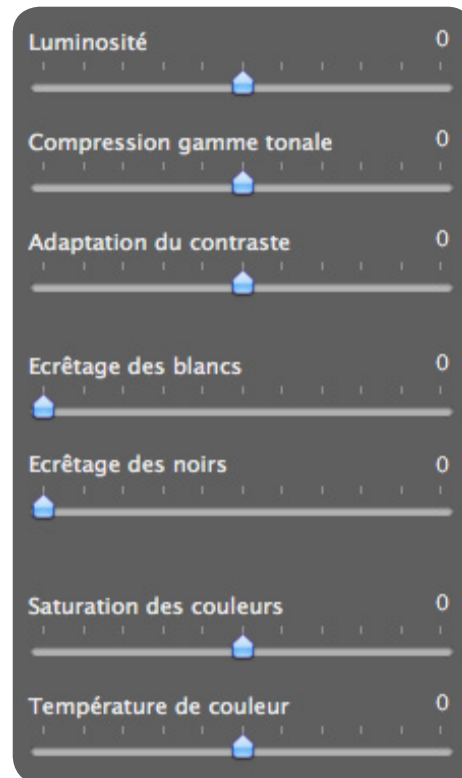 Luminosité 0
Compression gamme tonale 0
Adaptation du contraste 0
Ecrêtage des blancs 0
Ecrêtage des noirs 0
Saturation des couleurs 0
Température de couleur 0